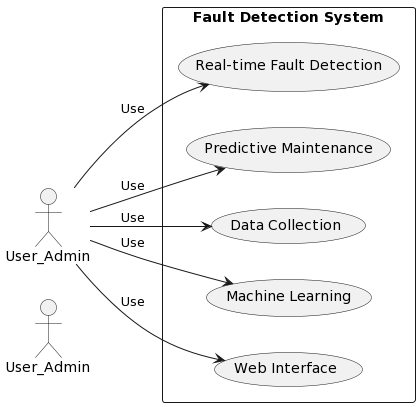 Fault Detection System
Real-time Fault Detection
Use
Predictive Maintenance
Use
Use
Data Collection
Use
User_Admin
Machine Learning
Use
Web Interface
User_Admin